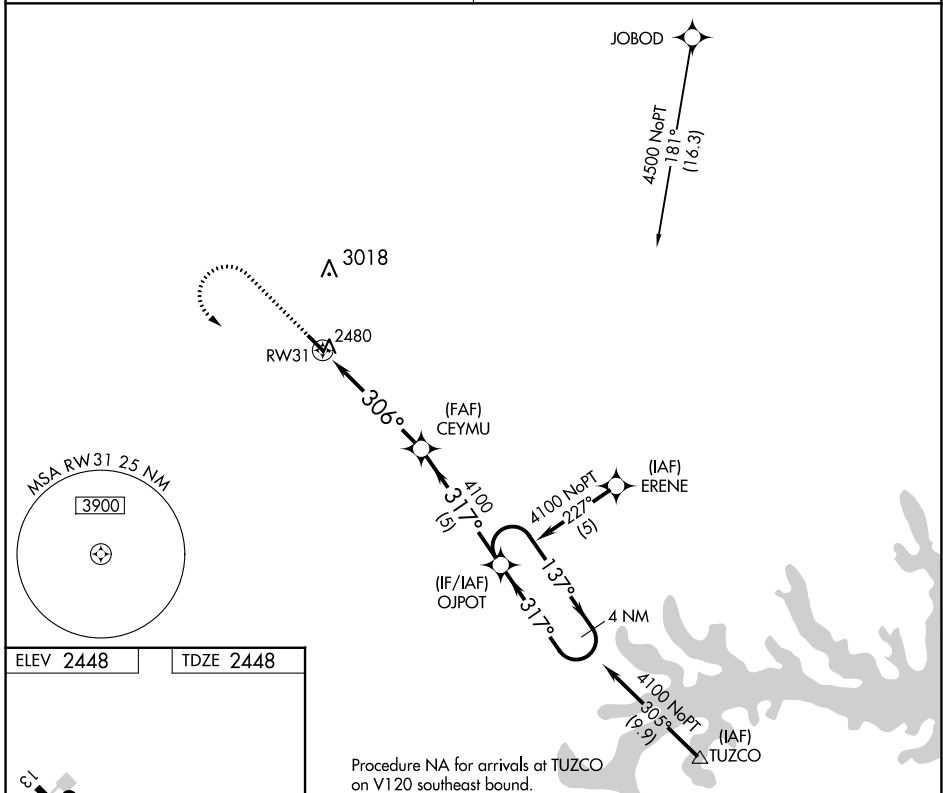 JOBOD
4500 NoPT
181°
(16.3)
3018
2480
RW31
306°
(FAF)
CEYMU
4100
317°
(5)
(IAF)
ERENE
4100 NoPT
227°
(5)
MSA RW31 25 NM
3900
(IF/IAF)
OJPOT
137°
317°
4 NM
4100 NoPT
305°
(9.9)
(IAF)
TUZCO
ELEV 2448
TDZE 2448
13
Procedure NA for arrivals at TUZCO
on V120 southeast bound.